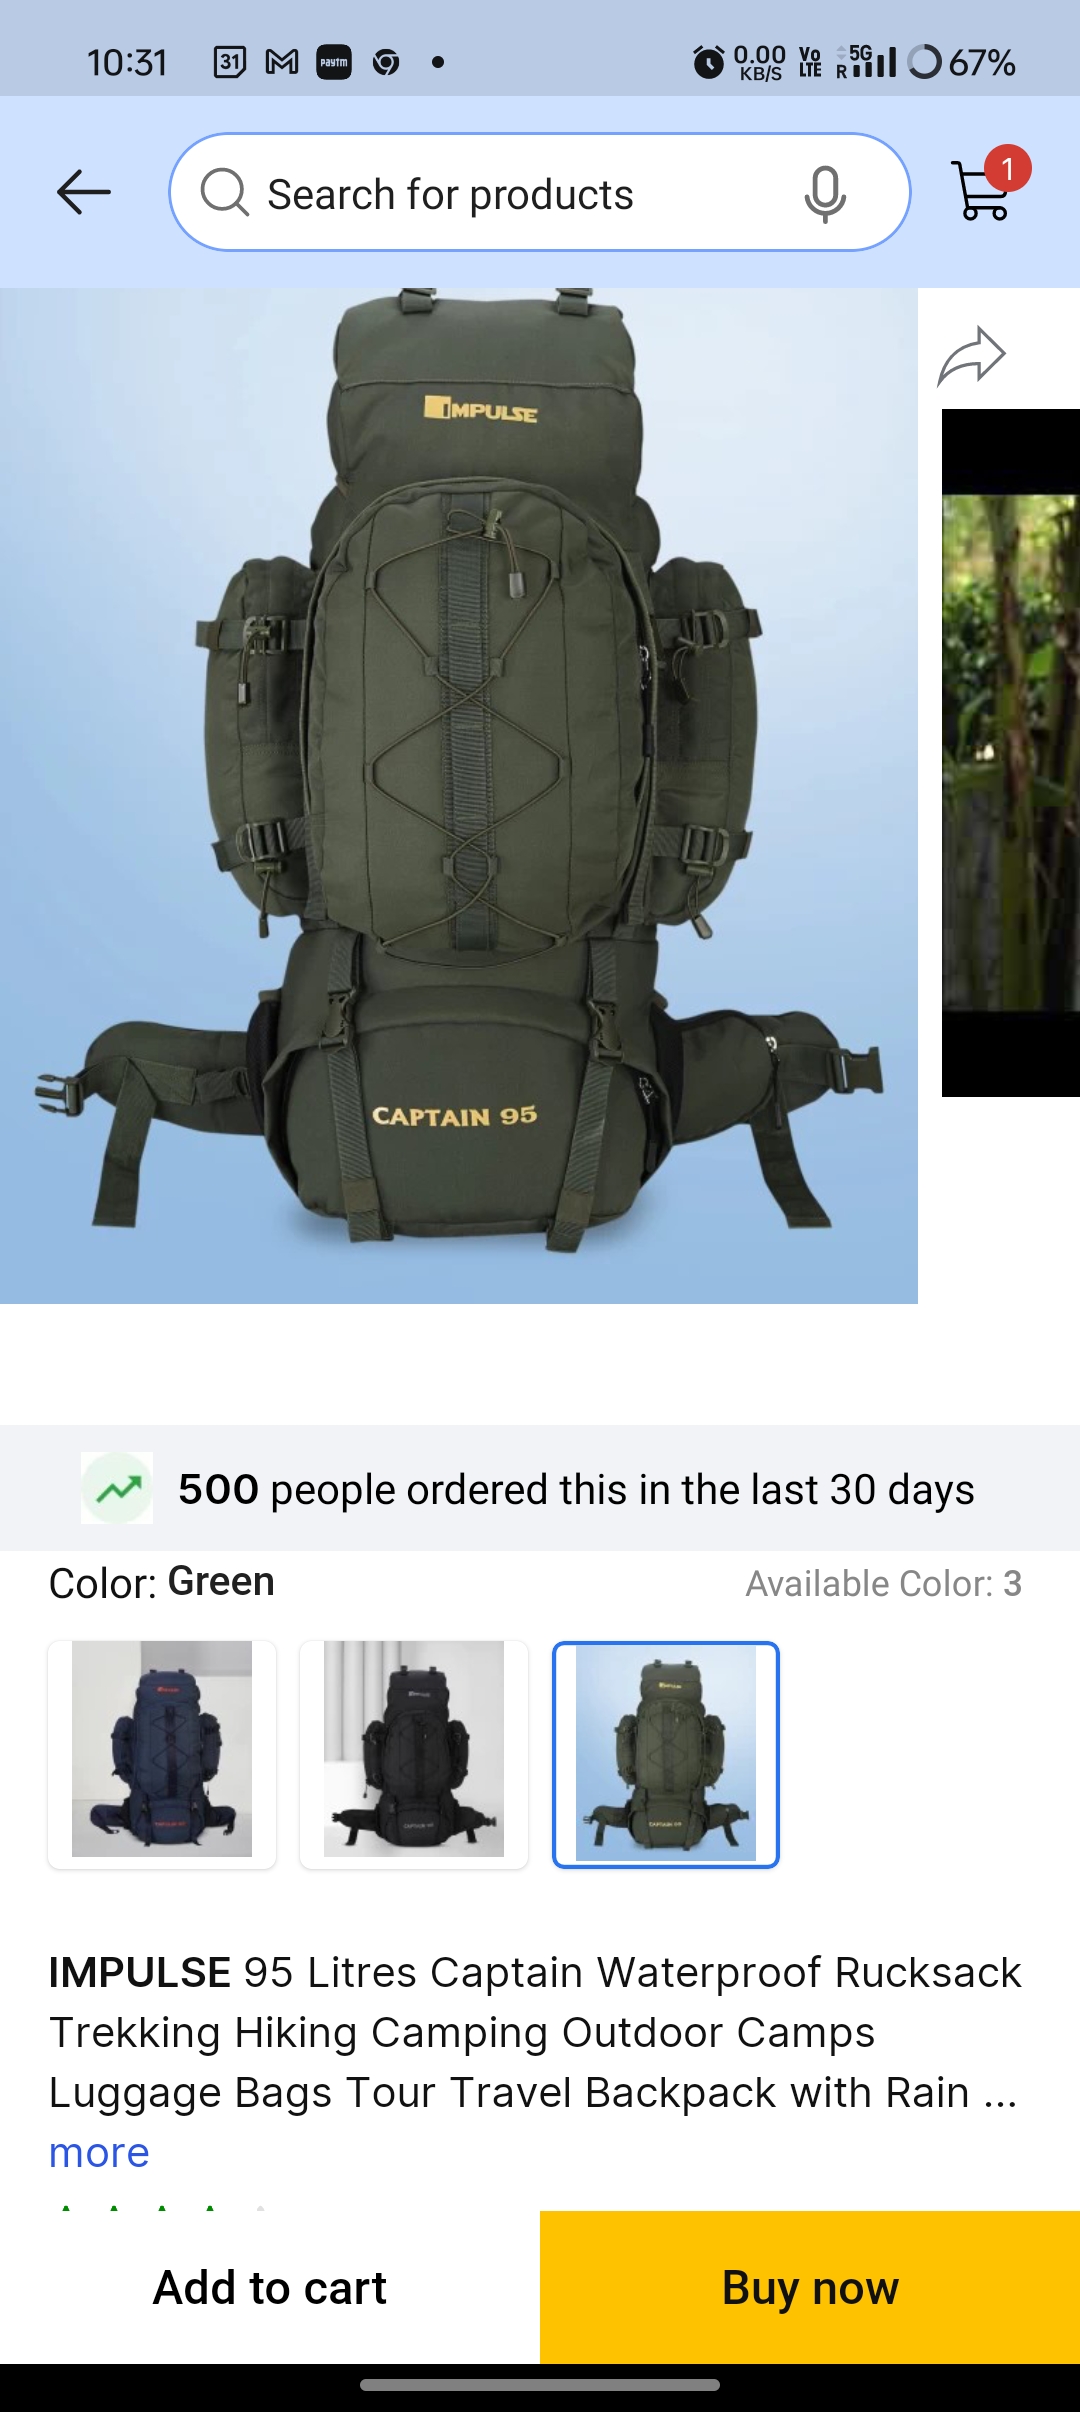 10:31 31 paytm 0.00 KB/S Vo LTE R 5G 67%
Search for products
1
IMPULSE
CAPTAIN 95
500 people ordered this in the last 30 days
Color: Green Available Color: 3
IMPULSE 95 Litres Captain Waterproof Rucksack
Trekking Hiking Camping Outdoor Camps
Luggage Bags Tour Travel Backpack with Rain ...
more
Add to cart Buy now